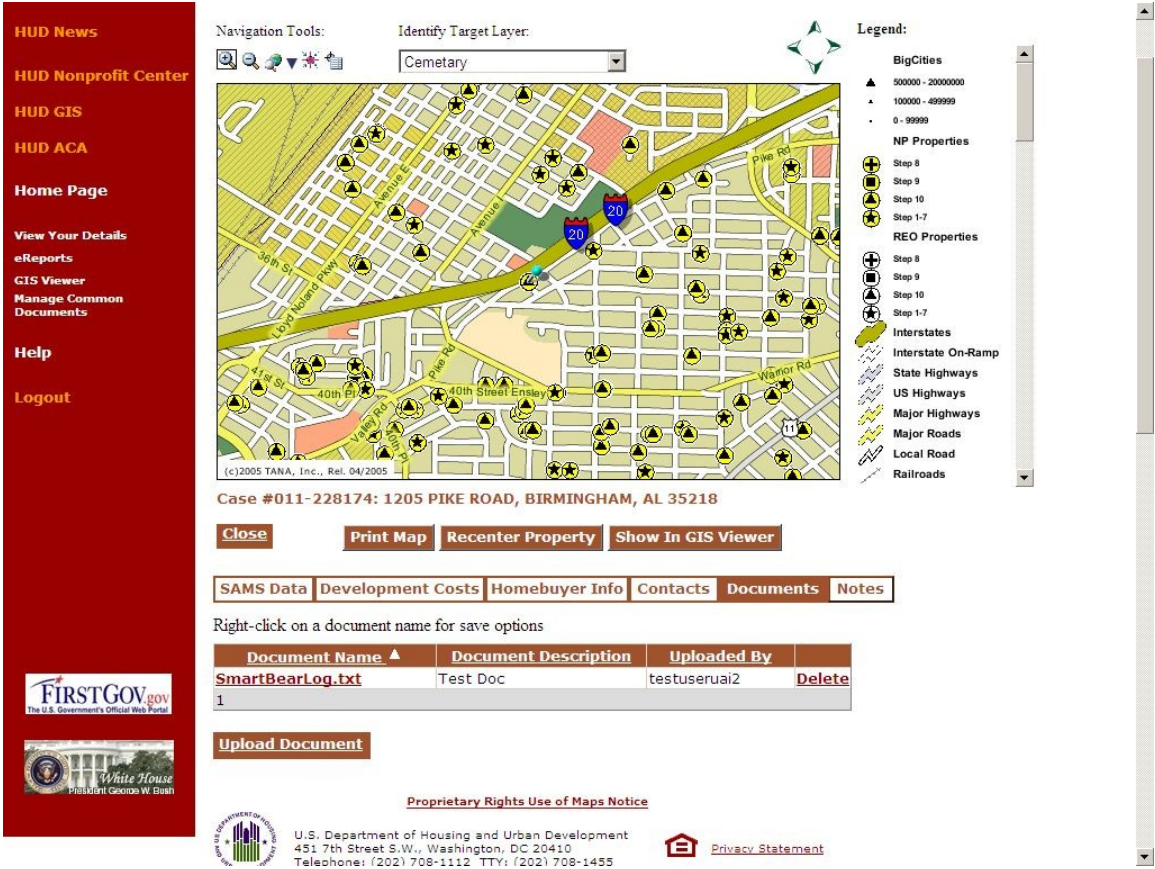 HUD News
HUD Nonprofit Center
HUD GIS
HUD ACA
Home Page
View Your Details
eReports
GIS Viewer
Manage Common
Documents
Help
Logout
FIRSTGOV.gov
The U.S. Government's Official Web Portal
White House
President George W. Bush
Navigation Tools:
Identify Target Layer:
Cemetary
Pike Rd
Avenue E
Avenue I
20
20
36th St
Lloyd Noland Pkwy
Pike Rd
41st St
40th Pl
40th Street Ensley
Warrior Rd
Valley Rd
40th Pl
11
(c)2005 TANA, Inc., Rel. 04/2005
Legend:
BigCities
500000 - 20000000
100000 - 499999
0 - 99999
NP Properties
Step 8
Step 9
Step 10
Step 1-7
REO Properties
Step 8
Step 9
Step 10
Step 1-7
Interstates
Interstate On-Ramp
State Highways
US Highways
Major Highways
Major Roads
Local Road
Railroads
Case #011-228174: 1205 PIKE ROAD, BIRMINGHAM, AL 35218
Close Print Map Recenter Property Show In GIS Viewer
SAMS Data Development Costs Homebuyer Info Contacts Documents Notes
Right-click on a document name for save options
Document Name Document Description Uploaded By
SmartBearLog.txt Test Doc testuseruai2 Delete
1
Upload Document
Proprietary Rights Use of Maps Notice
U.S. Department of Housing and Urban Development
451 7th Street S.W., Washington, DC 20410
Telephone: (202) 708-1112 TTY: (202) 708-1455
Privacy Statement